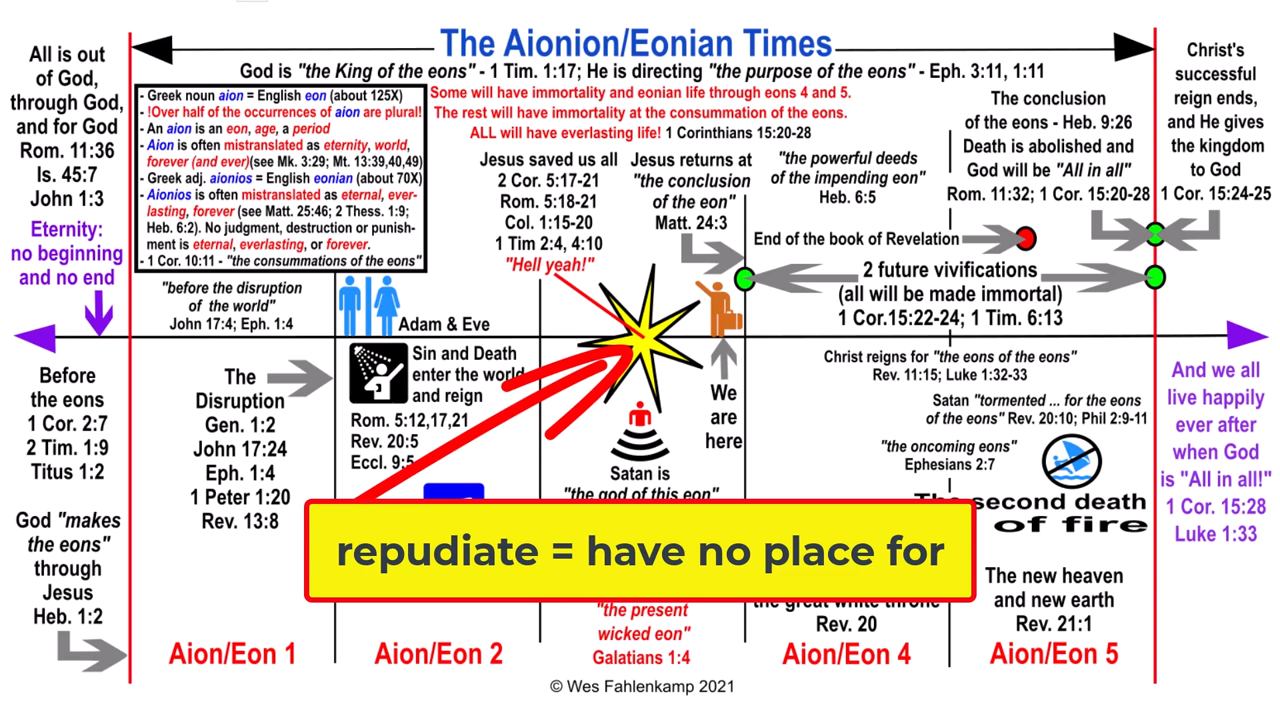 The Aionion/Eonian Times
God is "the King of the eons" - 1 Tim. 1:17; He is directing "the purpose of the eons" - Eph. 3:11, 1:11
All is out
of God,
through God,
and for God
Rom. 11:36
Is. 45:7
John 1:3
Eternity:
no beginning
and no end
Before
the eons
1 Cor. 2:7
2 Tim. 1:9
Titus 1:2
God "makes
the eons"
through
Jesus
Heb. 1:2
- Greek noun aion = English eon (about 125X)
- !Over half of the occurrences of aion are plural!
- An aion is an eon, age, a period
- Aion is often mistranslated as eternity, world,
forever (and ever)(see Mk. 3:29; Mt. 13:39,40,49)
- Greek adj. aionios = English eonian (about 70X)
- Aionios is often mistranslated as eternal, ever-
lasting, forever (see Matt. 25:46; 2 Thess. 1:9;
Heb. 6:2). No judgment, destruction or punish-
ment is eternal, everlasting, or forever.
- 1 Cor. 10:11 - "the consummations of the eons"
"before the disruption
of the world"
John 17:4; Eph. 1:4
The
Disruption
Gen. 1:2
John 17:24
Eph. 1:4
1 Peter 1:20
Rev. 13:8
Aion/Eon 1
Adam & Eve
Sin and Death
enter the world
and reign
Rom. 5:12,17,21
Rev. 20:5
Eccl. 9:5
Aion/Eon 2
Some will have immortality and eonian life through eons 4 and 5.
The rest will have immortality at the consummation of the eons.
ALL will have everlasting life! 1 Corinthians 15:20-28
Jesus saved us all
2 Cor. 5:17-21
Rom. 5:18-21
Col. 1:15-20
1 Tim 2:4, 4:10
"Hell yeah!"
Jesus returns at
"the conclusion
of the eon"
Matt. 24:3
We
are
here
Satan is
"the god of this eon"
repudiate = have no place for
"the present
wicked eon"
Galatians 1:4
"the powerful deeds
of the impending eon"
Heb. 6:5
The conclusion
of the eons - Heb. 9:26
Death is abolished and
God will be "All in all"
Rom. 11:32; 1 Cor. 15:20-28
End of the book of Revelation
2 future vivifications
(all will be made immortal)
1 Cor.15:22-24; 1 Tim. 6:13
Christ reigns for "the eons of the eons"
Rev. 11:15; Luke 1:32-33
Satan "tormented ... for the eons
of the eons" Rev. 20:10; Phil 2:9-11
"the oncoming eons"
Ephesians 2:7
The second death
of fire
the great white throne
Rev. 20
Aion/Eon 4
The new heaven
and new earth
Rev. 21:1
Aion/Eon 5
Christ's
successful
reign ends,
and He gives
the kingdom
to God
1 Cor. 15:24-25
And we all
live happily
ever after
when God
is "All in all!"
1 Cor. 15:28
Luke 1:33
© Wes Fahlenkamp 2021